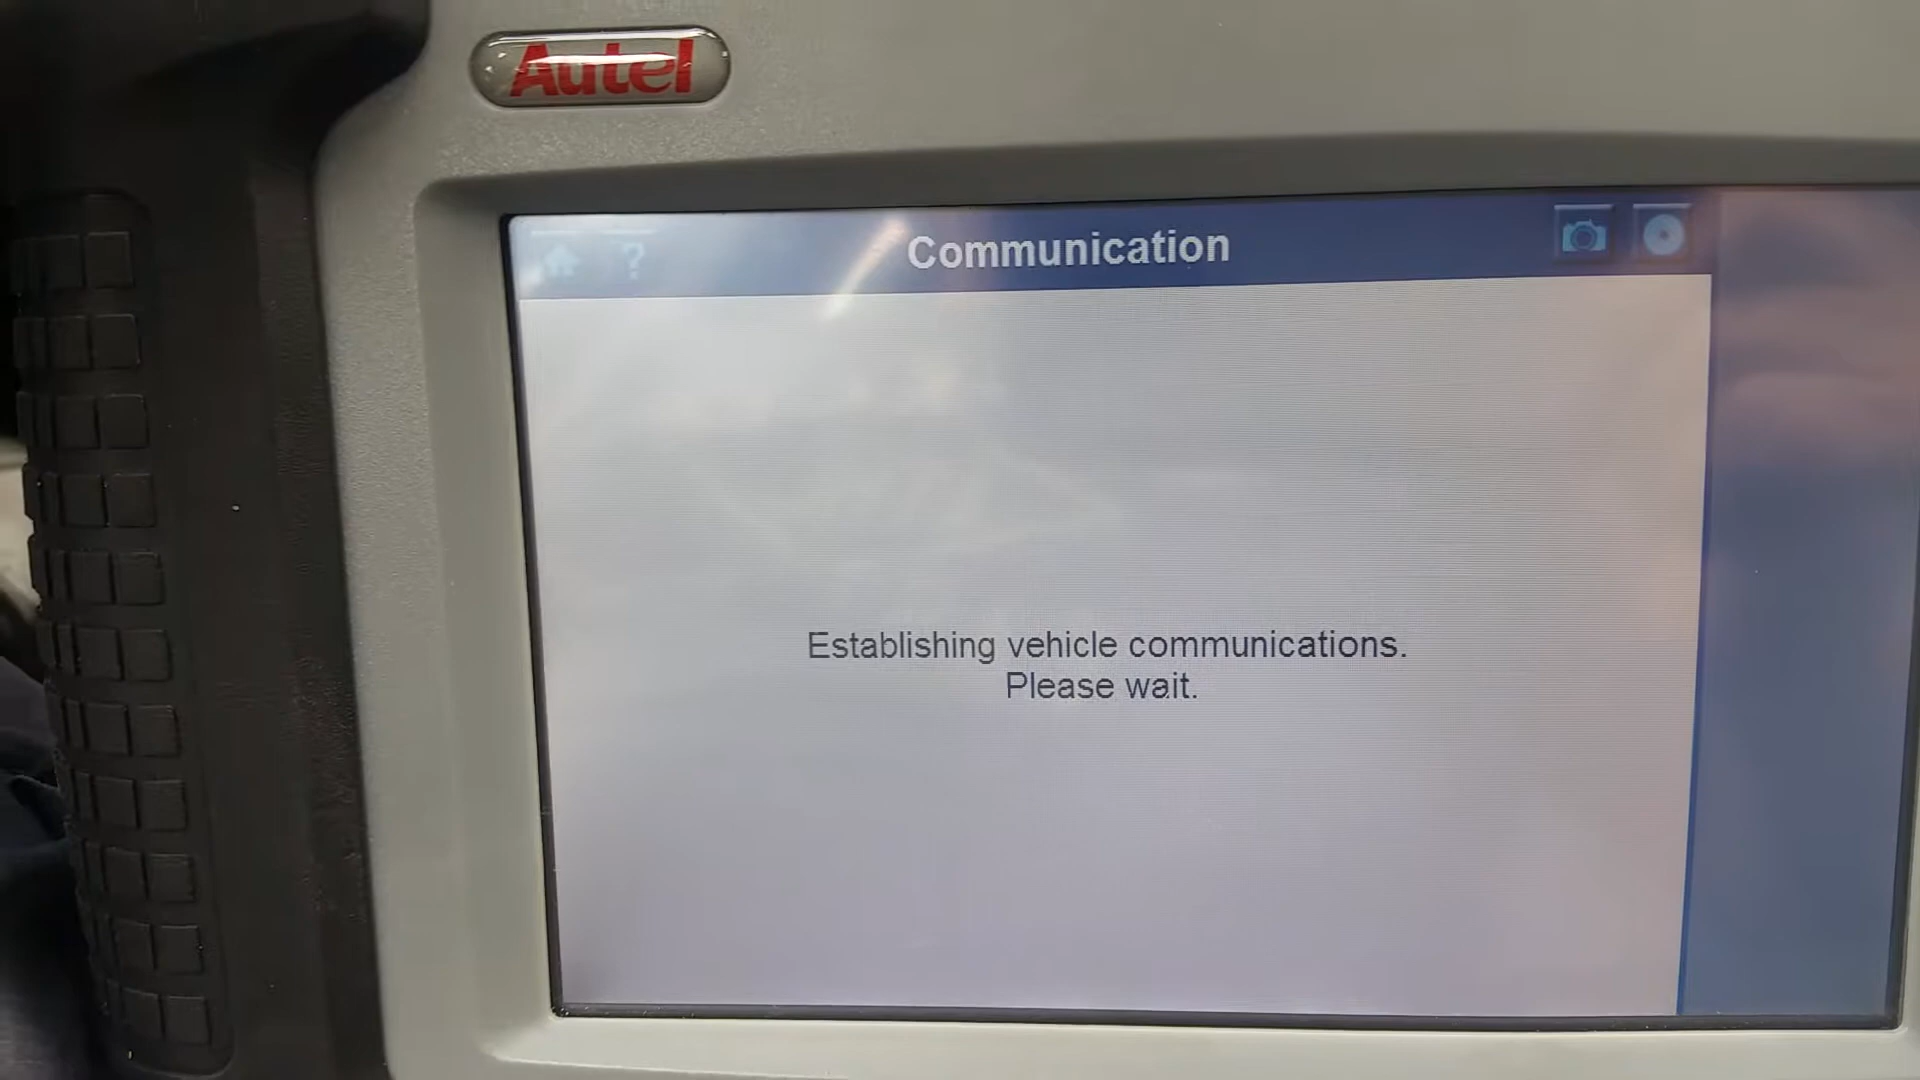 Autel
?
Communication
Establishing vehicle communications.
Please wait.